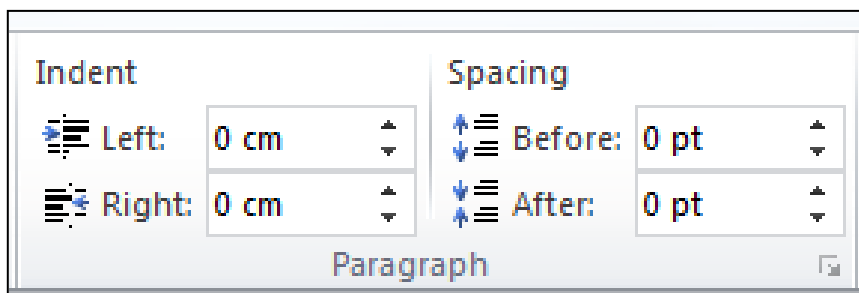 Indent Spacing
Left: 0 cm Before: 0 pt
Right: 0 cm After: 0 pt
Paragraph